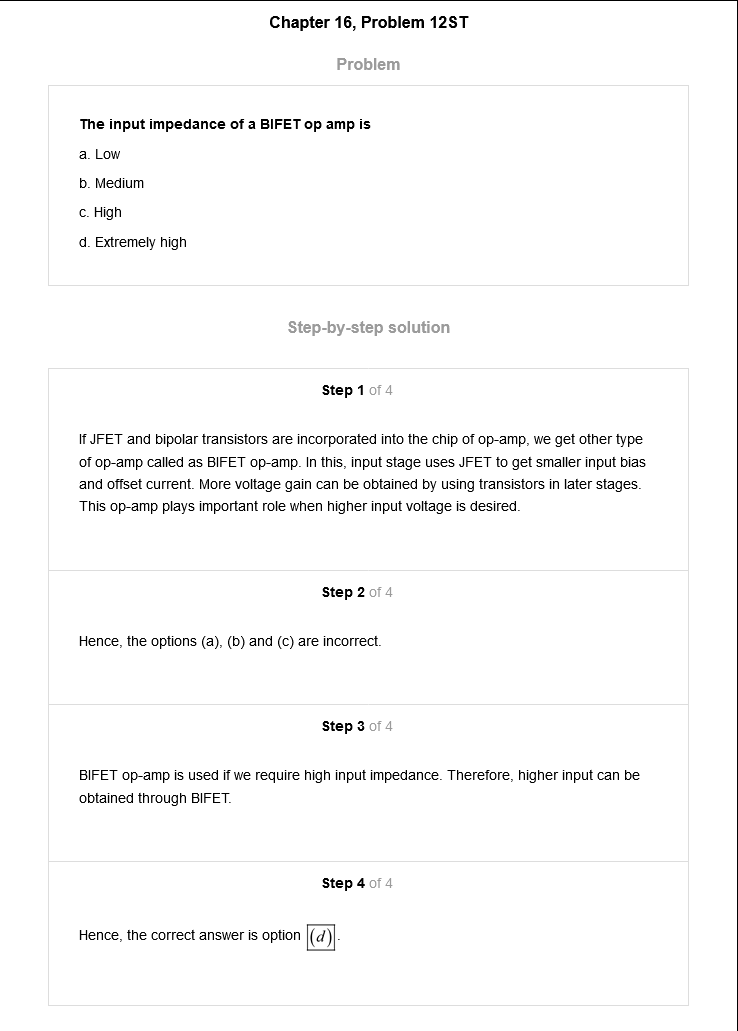 Chapter 16, Problem 12ST
Problem
The input impedance of a BIFET op amp is
a. Low
b. Medium
c. High
d. Extremely high
Step-by-step solution
Step 1 of 4
If JFET and bipolar transistors are incorporated into the chip of op-amp, we get other type
of op-amp called as BIFET op-amp. In this, input stage uses JFET to get smaller input bias
and offset current. More voltage gain can be obtained by using transistors in later stages.
This op-amp plays important role when higher input voltage is desired.
Step 2 of 4
Hence, the options (a), (b) and (c) are incorrect.
Step 3 of 4
BIFET op-amp is used if we require high input impedance. Therefore, higher input can be
obtained through BIFET.
Step 4 of 4
Hence, the correct answer is option (d).